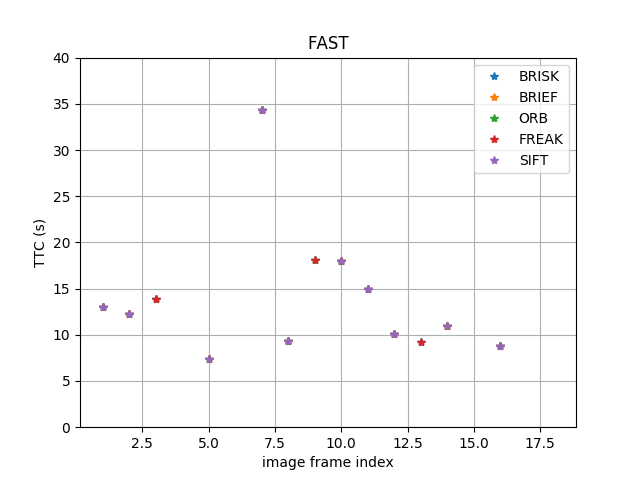 FAST
40
35
30
25
20
15
10
5
0
TTC (s)
BRISK
BRIEF
ORB
FREAK
SIFT
2.5 5.0 7.5 10.0 12.5 15.0 17.5
image frame index